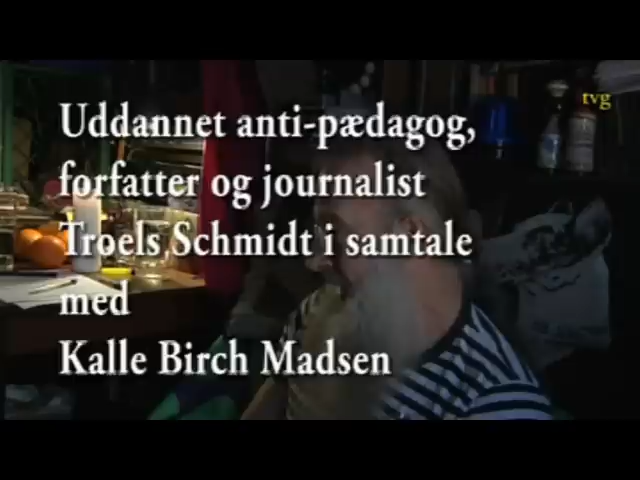 tvg
Uddannet anti-pædagog,
forfatter og journalist
Troels Schmidt i samtale
med
Kalle Birch Madsen